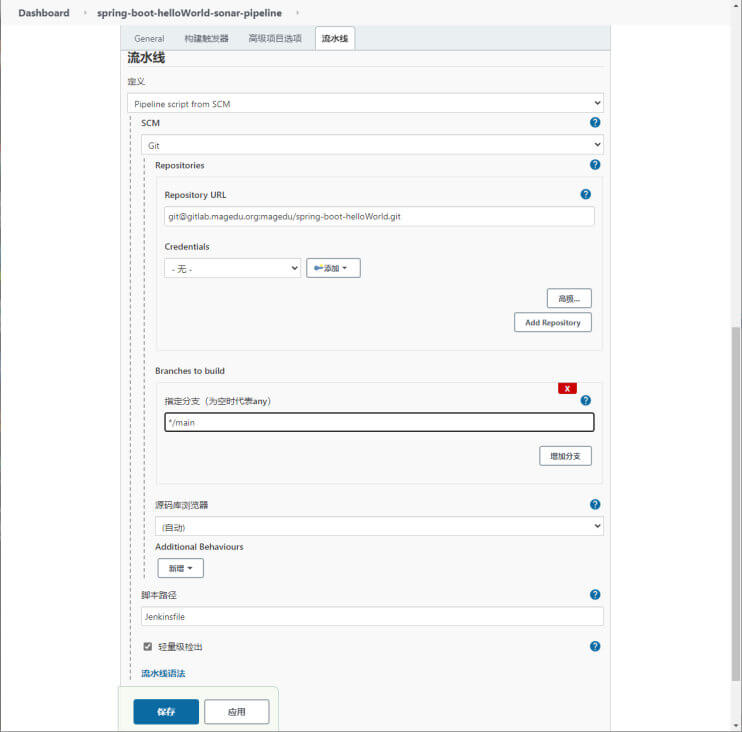 Dashboard
spring-boot-helloWorld-sonar-pipeline
General 构建触发器 高级项目选项 流水线
流水线
定义
Pipeline script from SCM
SCM
?
Git
Repositories
?
Repository URL
?
git@gitlab.magedu.org:magedu/spring-boot-helloWorld.git
Credentials
- 无 -
添加
高级...
Add Repository
Branches to build
X
指定分支（为空时代表any）
?
*/main
增加分支
源码库浏览器
?
(自动)
Additional Behaviours
新增
脚本路径
?
Jenkinsfile
轻量级检出
?
流水线语法
保存 应用